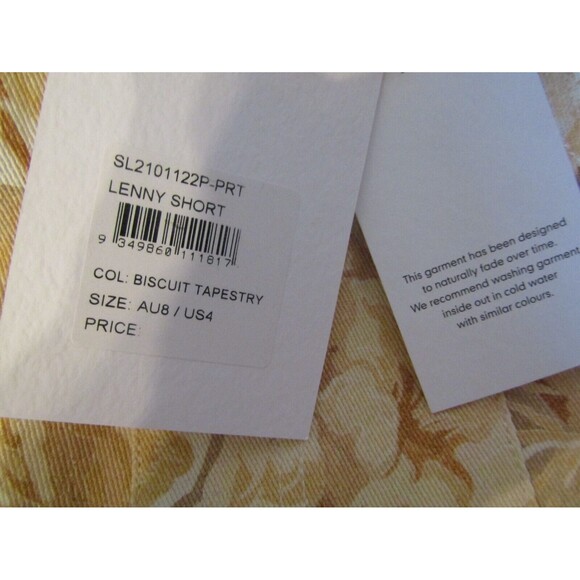 SL2101122P-PRT
LENNY SHORT
9 349860 111817
COL: BISCUIT TAPESTRY
SIZE: AU8 / US4
PRICE:
This garment has been designed
to naturally fade over time.
We recommend washing garment
inside out in cold water
with similar colours.